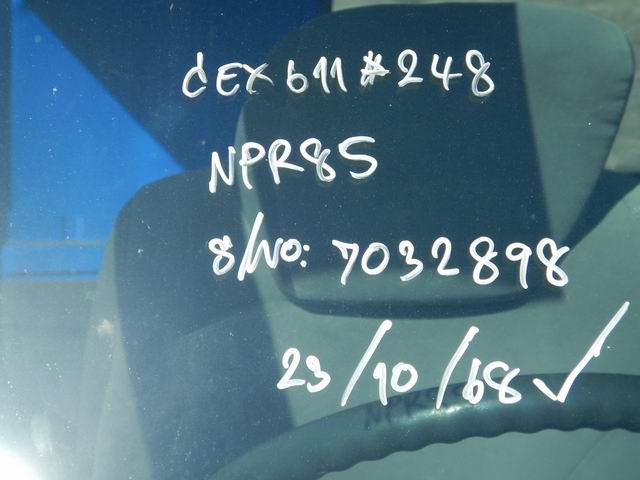 CEX 611 # 248
NPR85
S/NO: 7032898
23/10/68 ✓